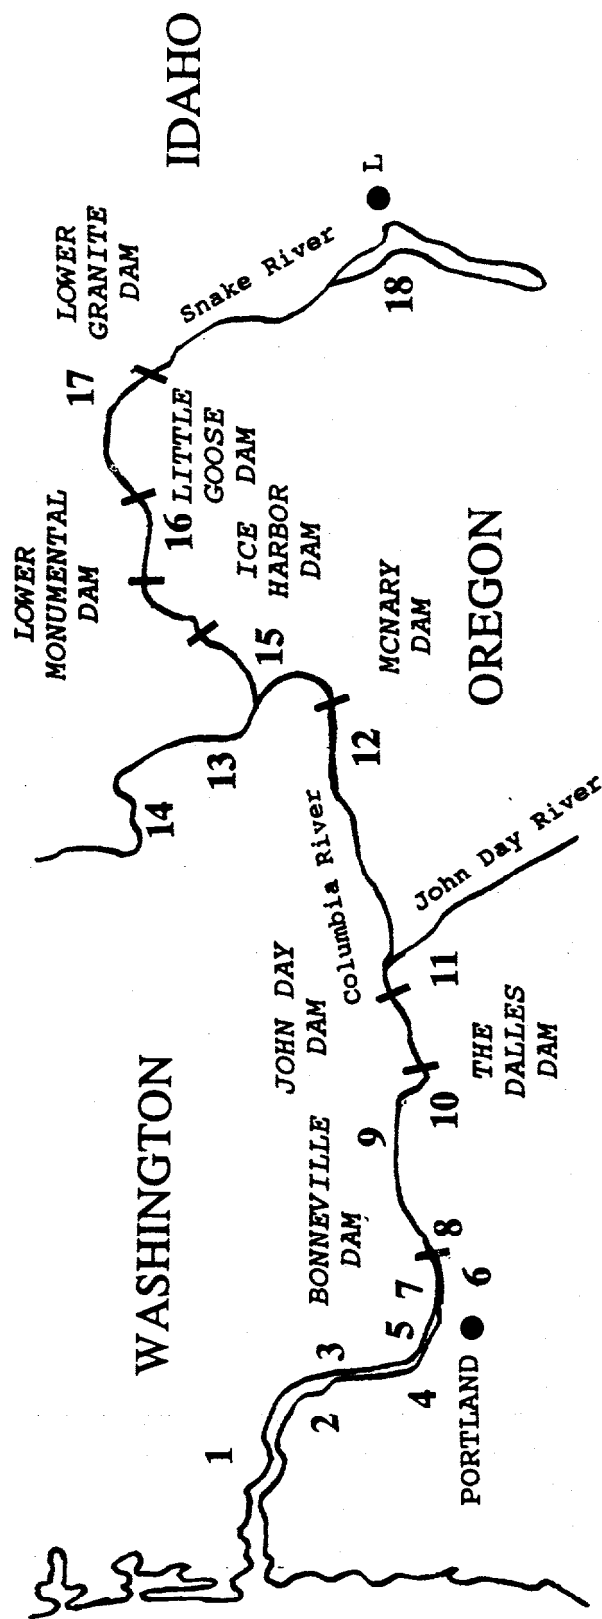 WASHINGTON
IDAHO
OREGON
LOWER
MONUMENTAL
DAM
LOWER
GRANITE
DAM
LITTLE
GOOSE
DAM
ICE
HARBOR
DAM
MCNARY
DAM
JOHN DAY
DAM
THE
DALLES
DAM
BONNEVILLE
DAM
Columbia River
Snake River
John Day River
PORTLAND
L
1
2
3
4
5
6
7
8
9
10
11
12
13
14
15
16
17
18